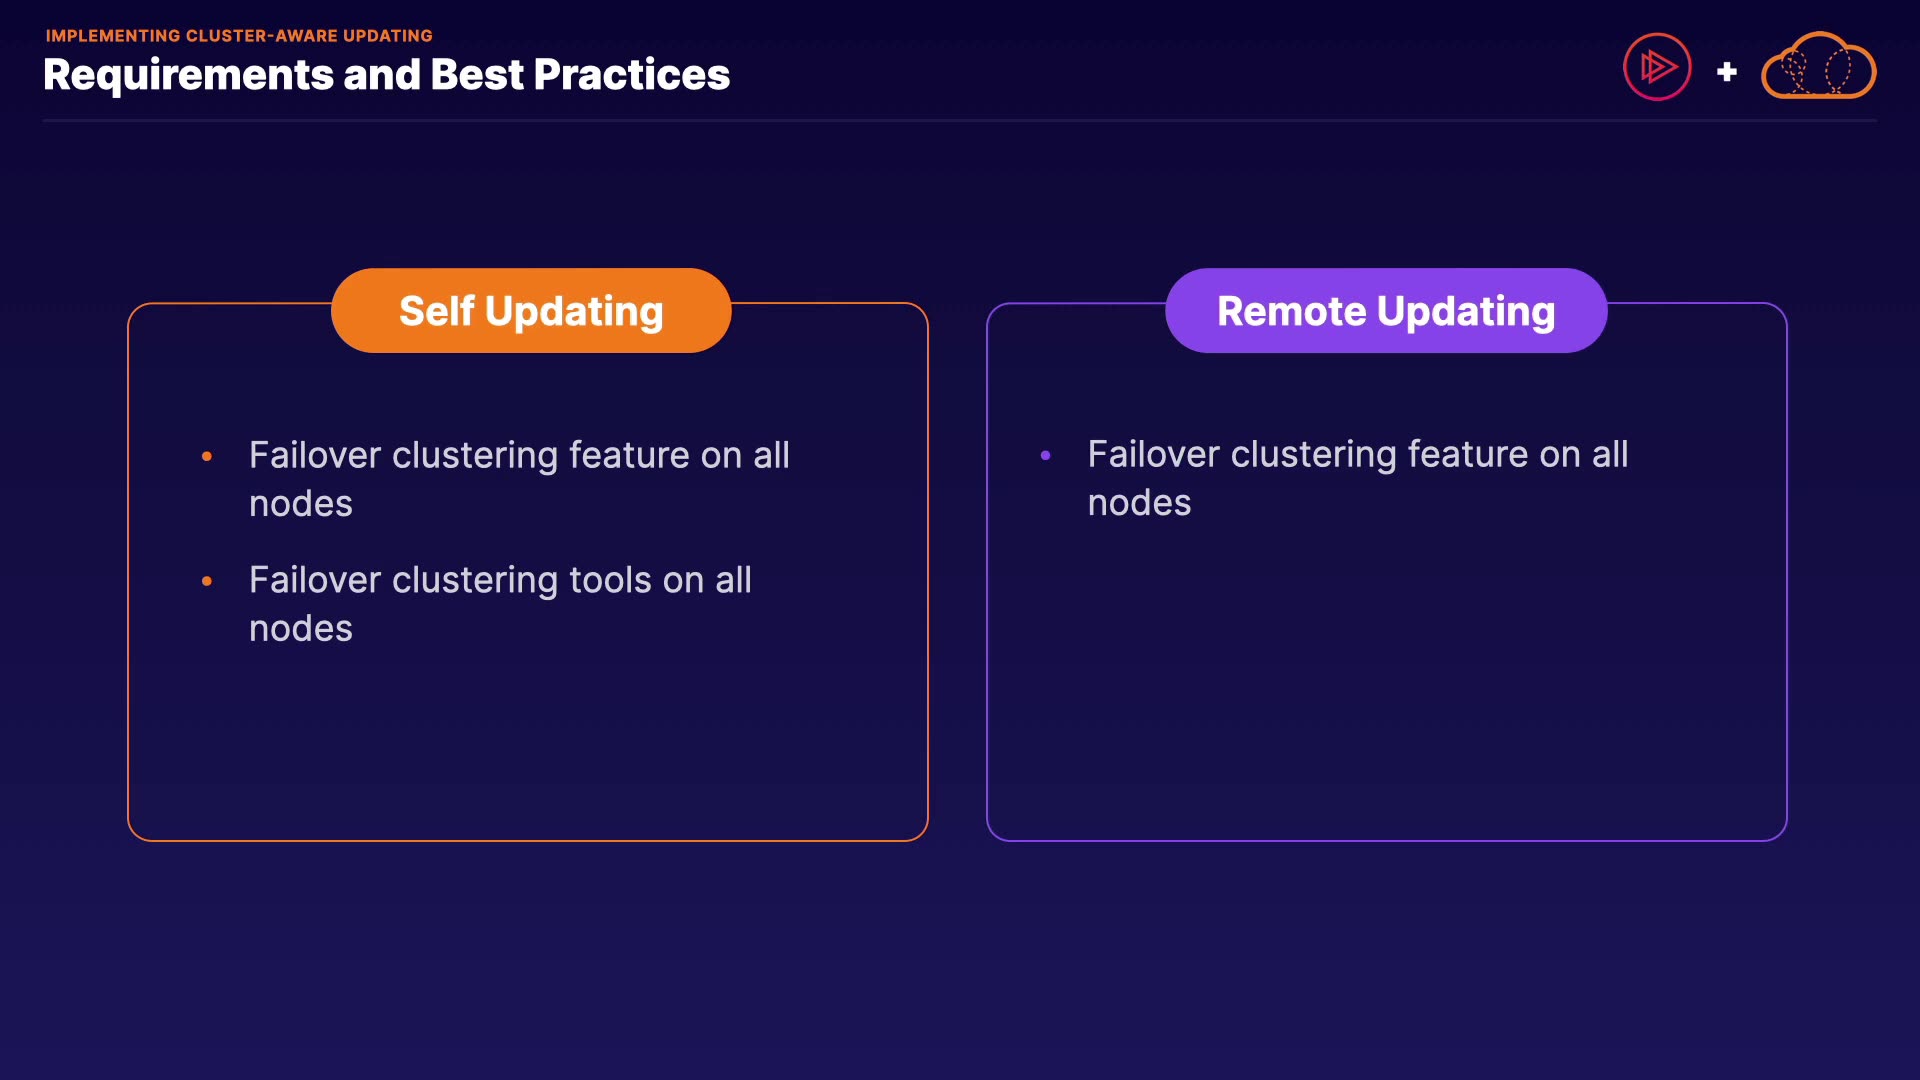 IMPLEMENTING CLUSTER-AWARE UPDATING
Requirements and Best Practices
+
Self Updating
• Failover clustering feature on all
nodes
• Failover clustering tools on all
nodes
Remote Updating
• Failover clustering feature on all
nodes